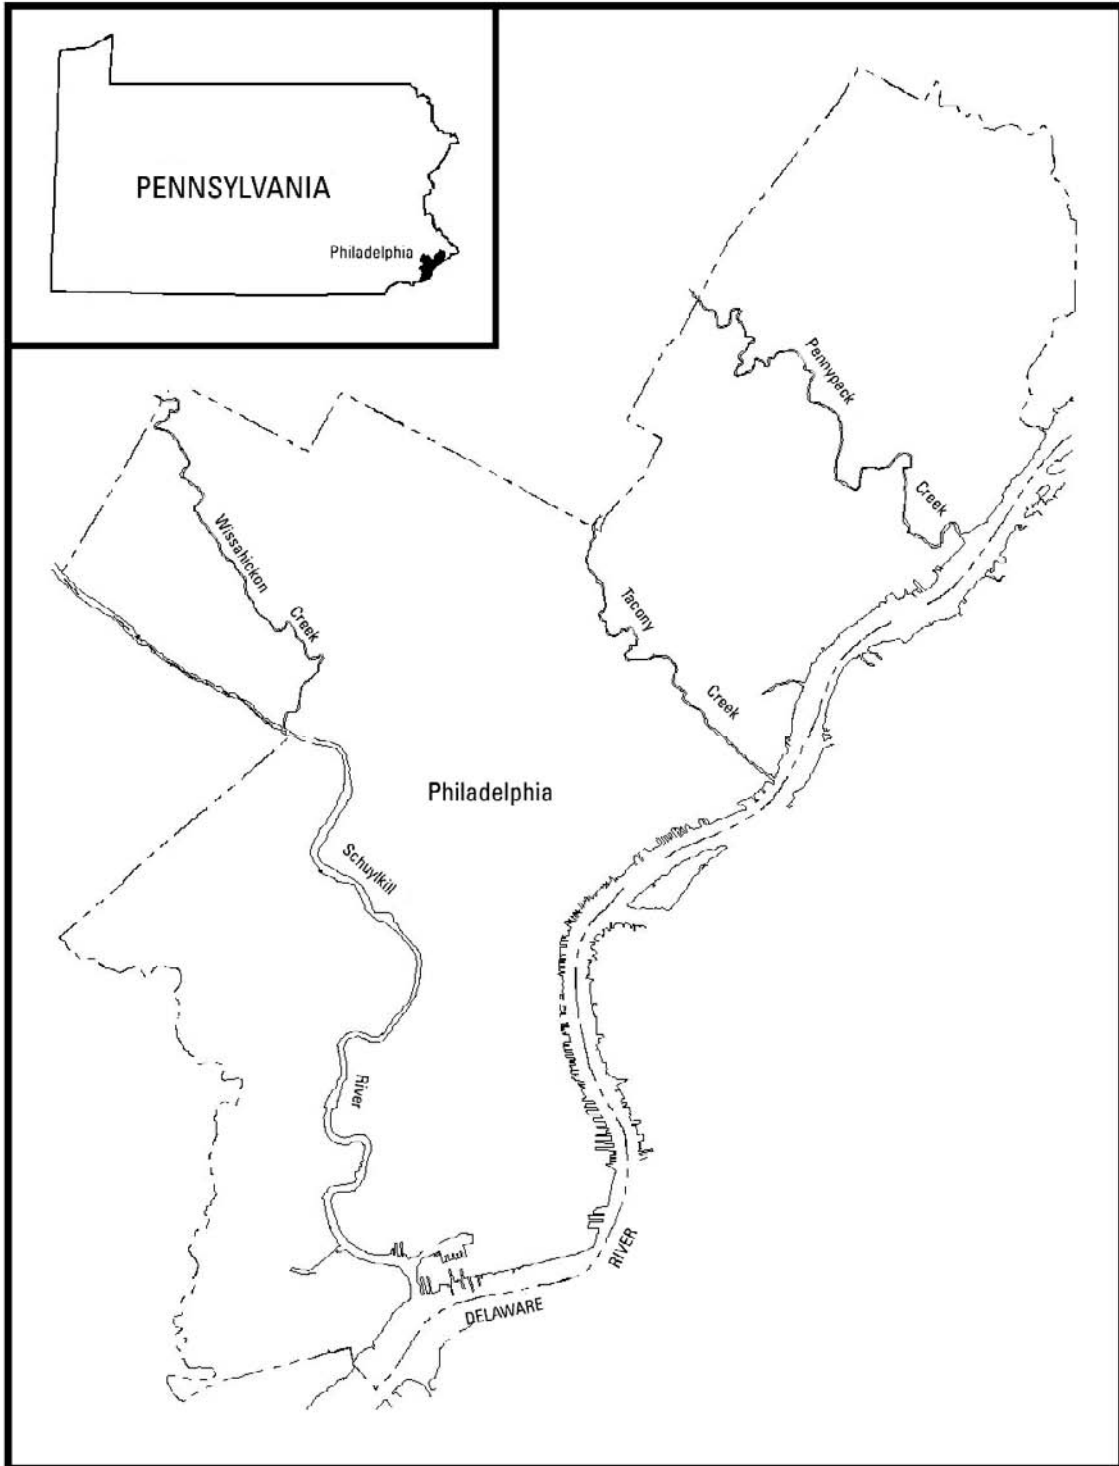 PENNSYLVANIA
Philadelphia
Pennypack
Creek
Wissahickon
Creek
Tacony
Creek
Philadelphia
Schuylkill
River
RIVER
DELAWARE